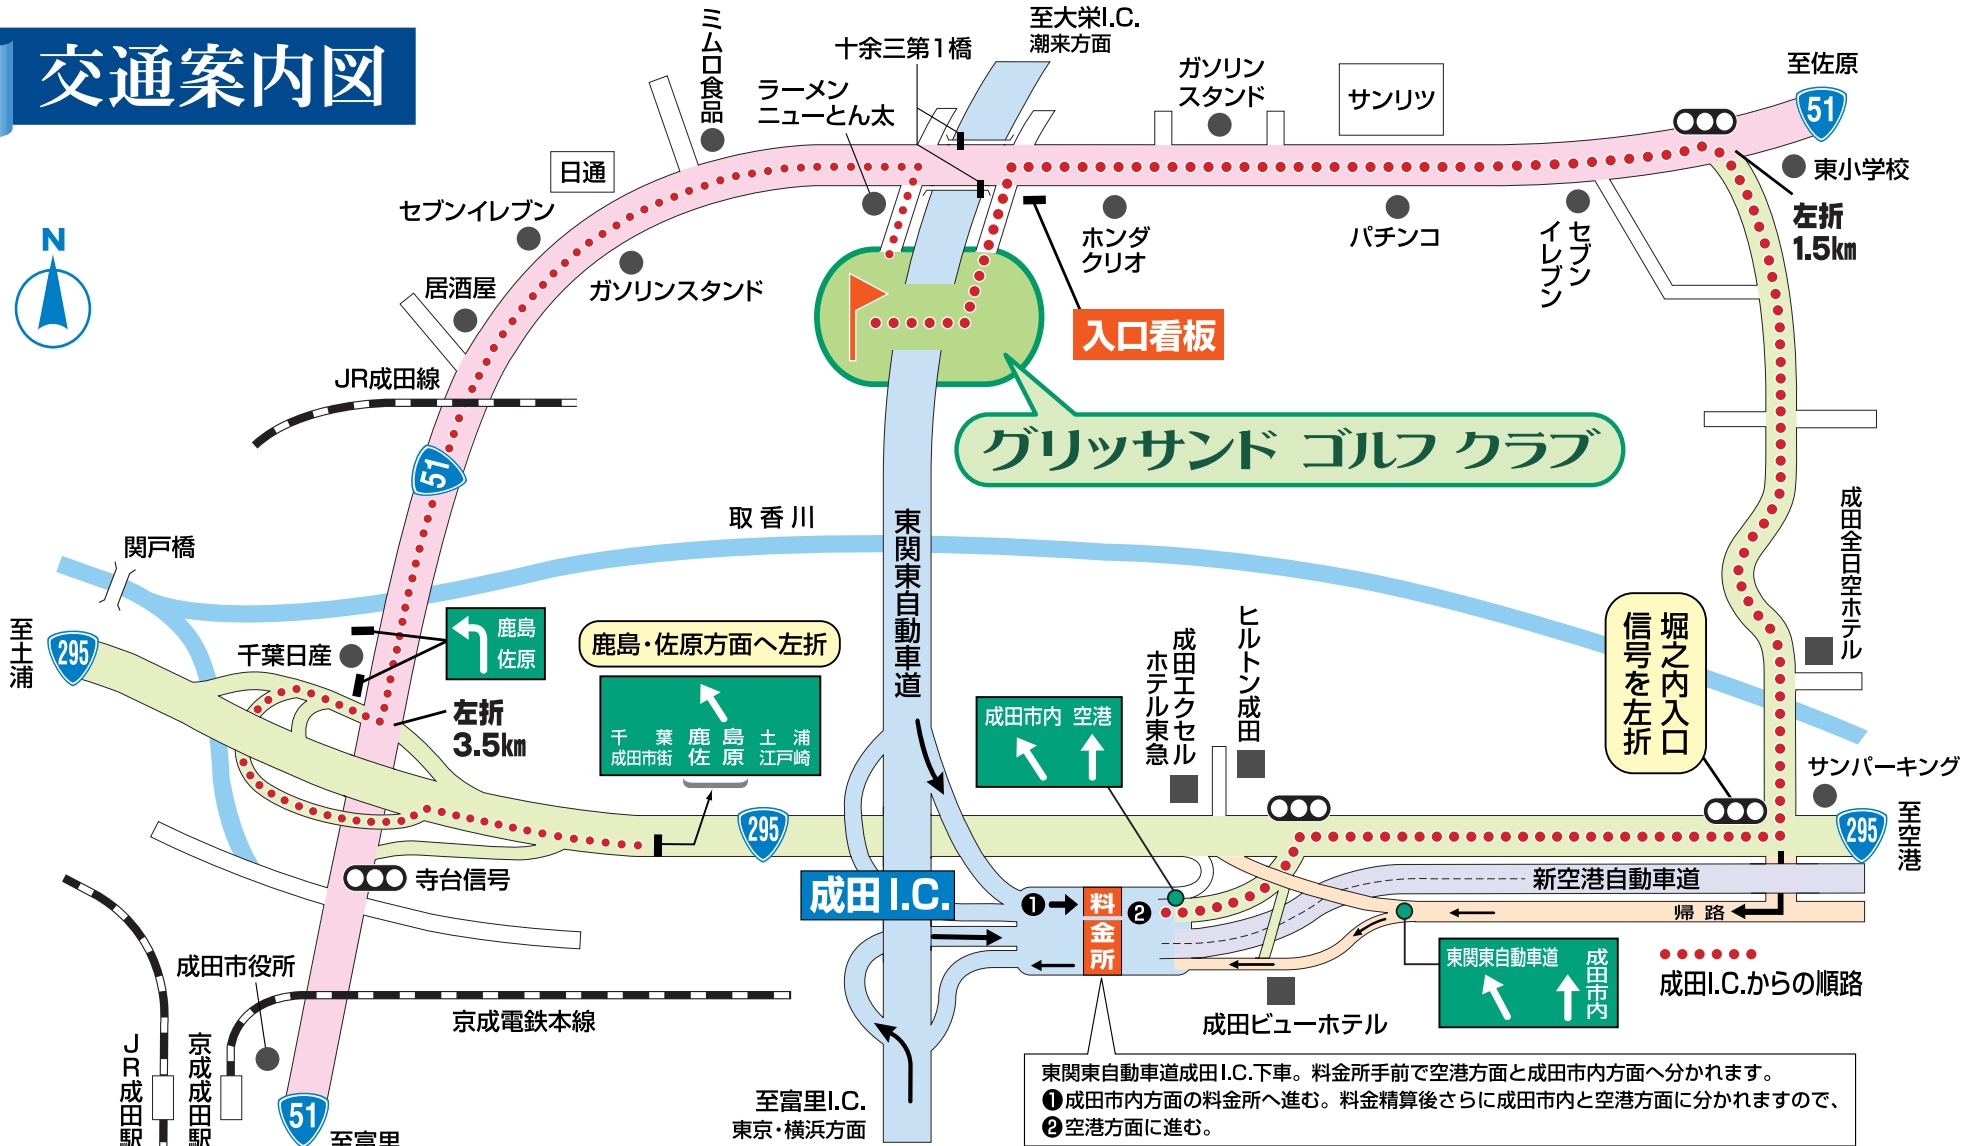 交通案内図
ミムロ食品
十余三第1橋
至大栄I.C.
潮来方面
ラーメン
ニューとん太
ガソリン
スタンド
サンリツ
至佐原
51
東小学校
左折
1.5km
日通
セブンイレブン
ガソリンスタンド
居酒屋
N
ホンダ
クリオ
パチンコ
セブン
イレブン
入口看板
JR成田線
グリッサンド ゴルフ クラブ
51
取香川
東関東自動車道
関戸橋
成田全日空ホテル
至土浦
295
千葉日産
鹿島
佐原
鹿島・佐原方面へ左折
千葉
成田市街
鹿島
佐原
土浦
江戸崎
左折
3.5km
成田市内 空港
成田エクセル
ホテル東急
ヒルトン成田
堀之内入口
信号を左折
サンパーキング
295
295
至空港
寺台信号
成田I.C.
❶
料金所
❷
新空港自動車道
帰路
東関東自動車道
成田市内
成田I.C.からの順路
成田市役所
京成電鉄本線
成田ビューホテル
JR成田駅
京成成田駅
51
至富里
至富里I.C.
東京・横浜方面
東関東自動車道成田I.C.下車。料金所手前で空港方面と成田市内方面へ分かれます。
❶成田市内方面の料金所へ進む。料金精算後さらに成田市内と空港方面に分かれますので、
❷空港方面に進む。